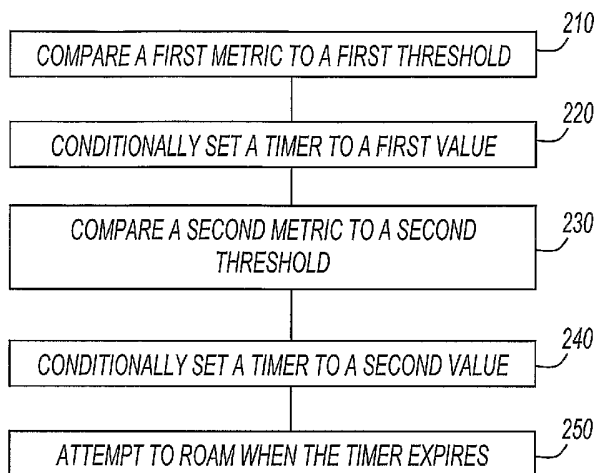 210
COMPARE A FIRST METRIC TO A FIRST THRESHOLD
220
CONDITIONALLY SET A TIMER TO A FIRST VALUE
230
COMPARE A SECOND METRIC TO A SECOND
THRESHOLD
240
CONDITIONALLY SET A TIMER TO A SECOND VALUE
250
ATTEMPT TO ROAM WHEN THE TIMER EXPIRES